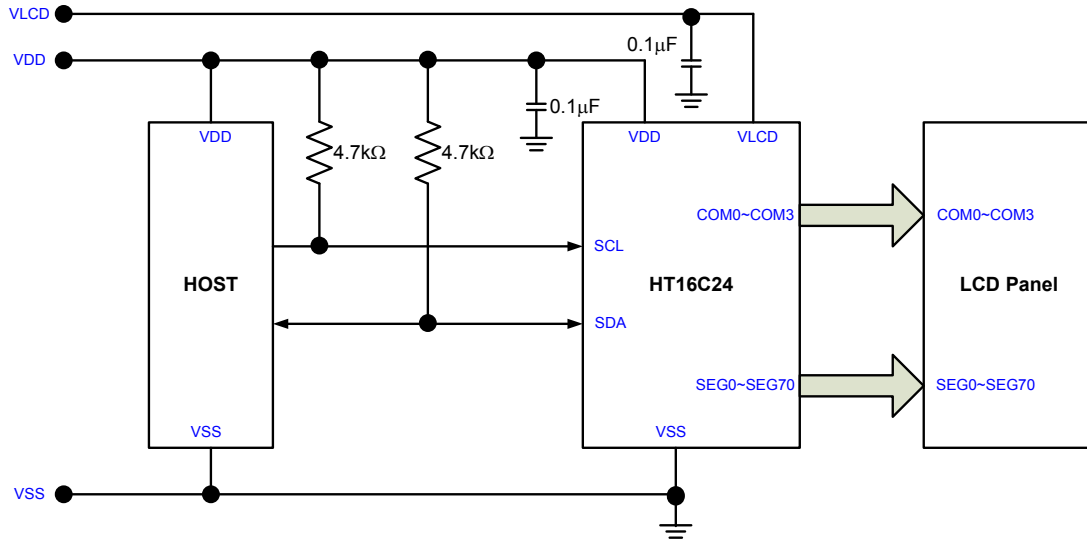 VLCD
0.1μF
VDD
0.1μF
VDD
4.7kΩ
4.7kΩ
VDD
VLCD
COM0~COM3
COM0~COM3
SCL
HOST
HT16C24
LCD Panel
SDA
SEG0~SEG70
SEG0~SEG70
VSS
VSS
VSS